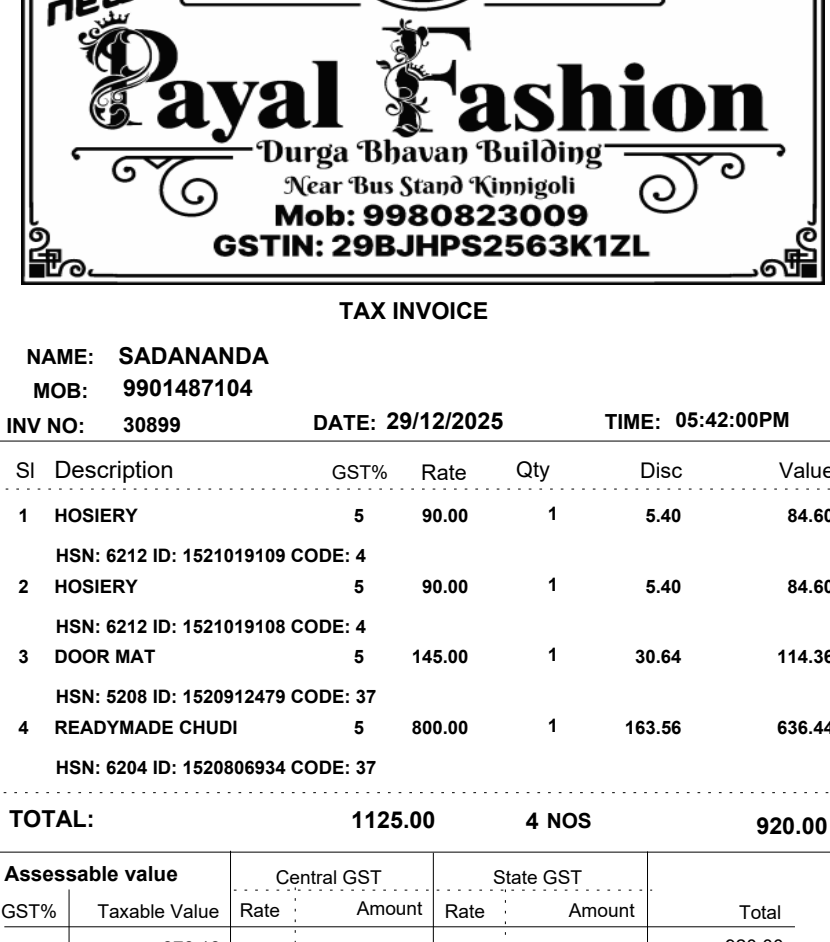 new
Payal Fashion
Durga Bhavan Building
Near Bus Stand Kinnigoli
Mob: 9980823009
GSTIN: 29BJHPS2563K1ZL
TAX INVOICE
NAME: SADANANDA
MOB: 9901487104
INV NO: 30899 DATE: 29/12/2025 TIME: 05:42:00PM
Sl Description GST% Rate Qty Disc Value
1 HOSIERY 5 90.00 1 5.40 84.60
HSN: 6212 ID: 1521019109 CODE: 4
2 HOSIERY 5 90.00 1 5.40 84.60
HSN: 6212 ID: 1521019108 CODE: 4
3 DOOR MAT 5 145.00 1 30.64 114.36
HSN: 5208 ID: 1520912479 CODE: 37
4 READYMADE CHUDI 5 800.00 1 163.56 636.44
HSN: 6204 ID: 1520806934 CODE: 37
TOTAL: 1125.00 4 NOS 920.00
Assessable value Central GST State GST
GST% Taxable Value Rate Amount Rate Amount Total